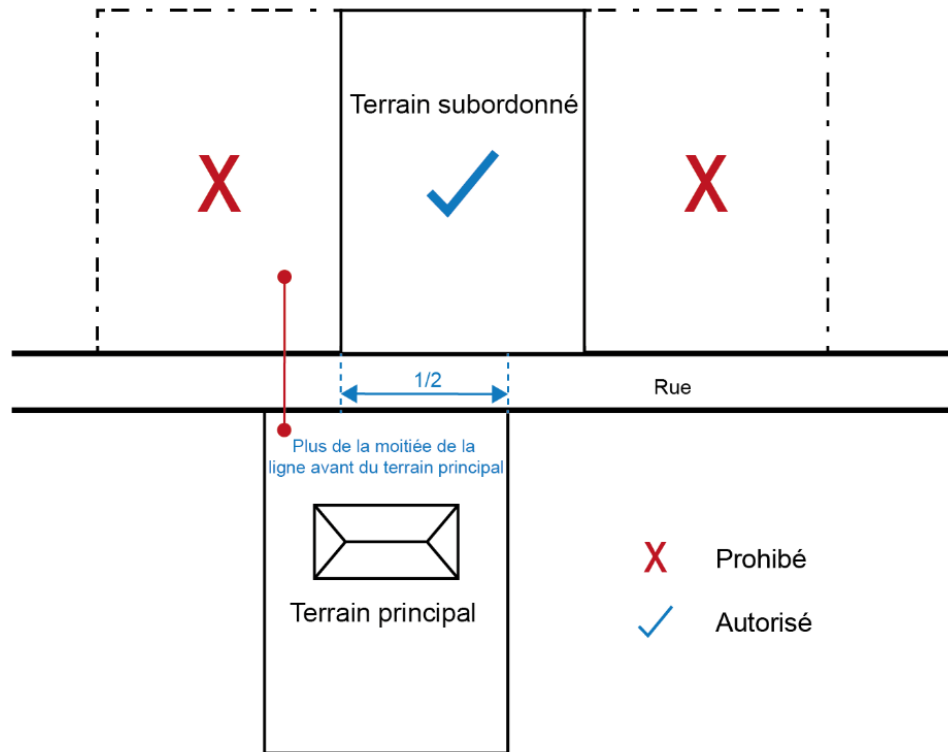 Terrain subordonné
X
X
1/2
Rue
Plus de la moitiée de la
ligne avant du terrain principal
Terrain principal
X Prohibé
Autorisé